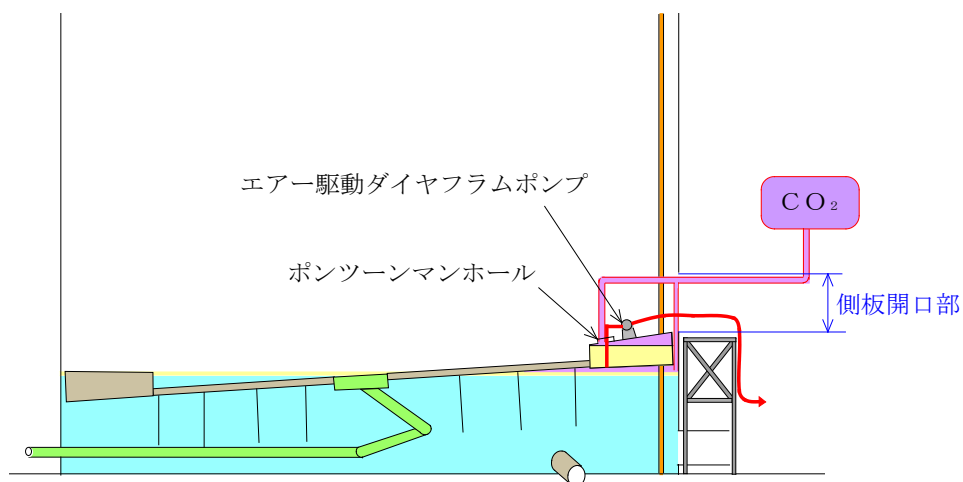 エアー駆動ダイヤフラムポンプ
ＣＯ₂
ポンツーンマンホール
側板開口部